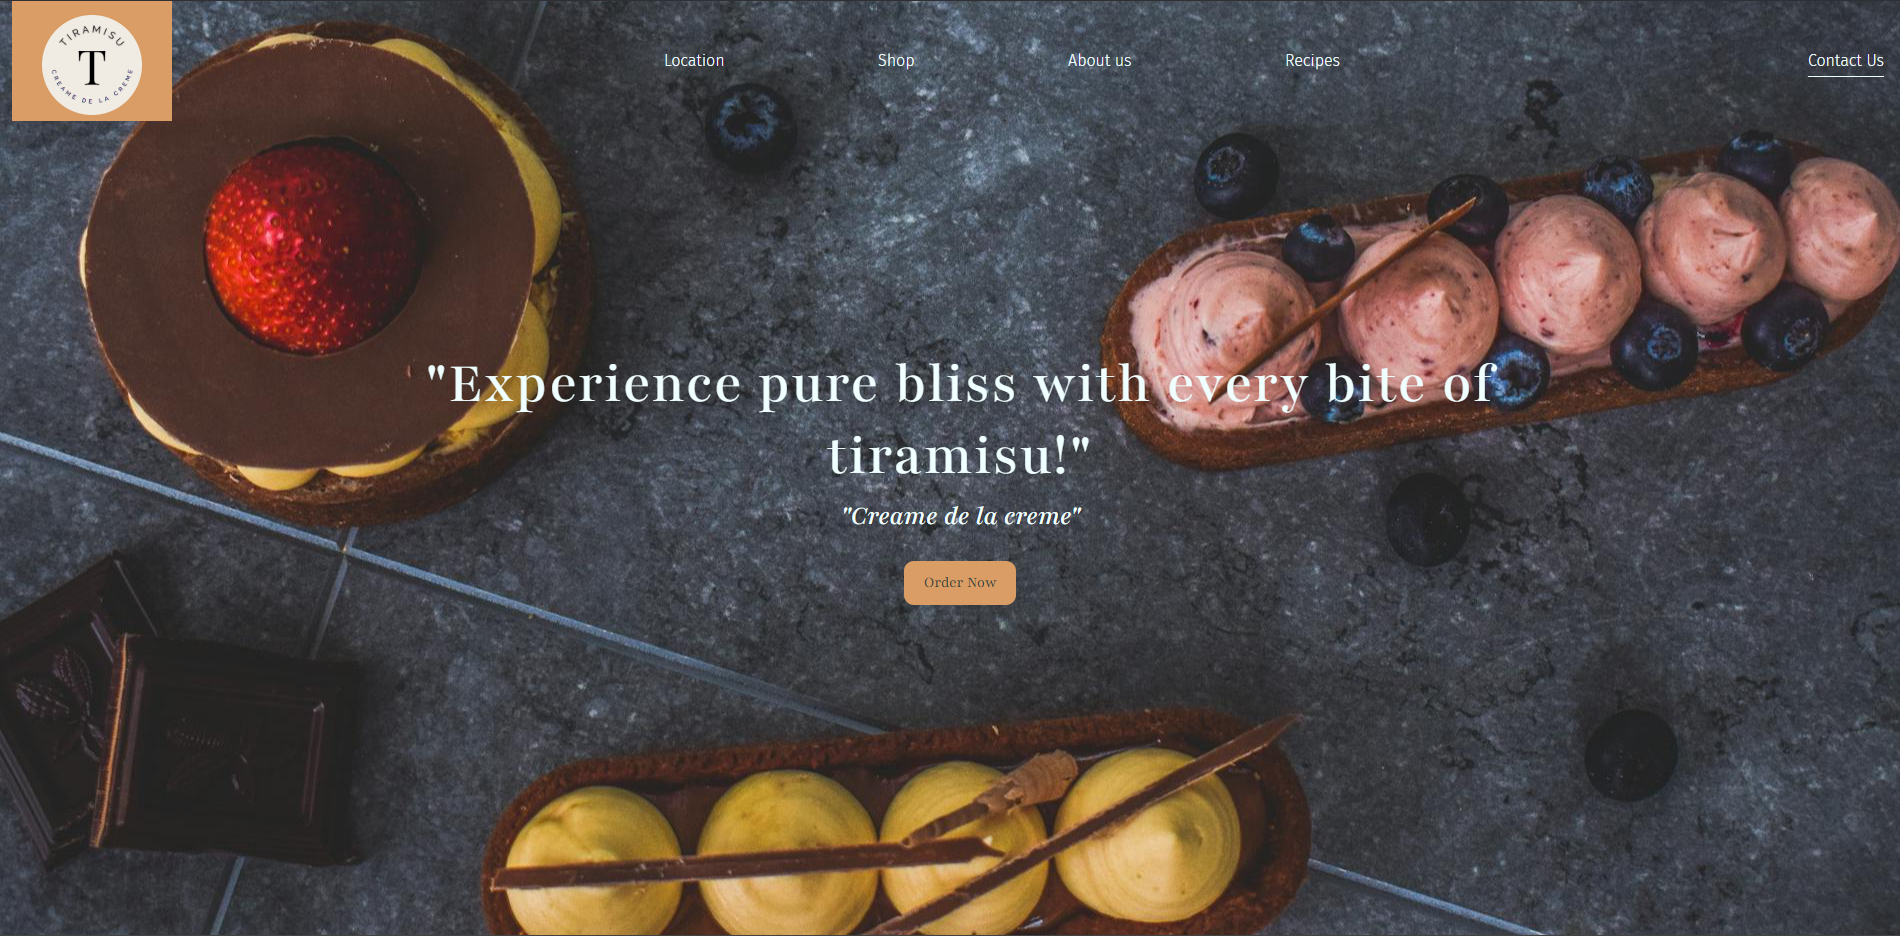 TIRAMISU
T
CREAME DE LA CREME
Location
Shop
About us
Recipes
Contact Us
"Experience pure bliss with every bite of
tiramisu!"
"Creame de la creme"
Order Now